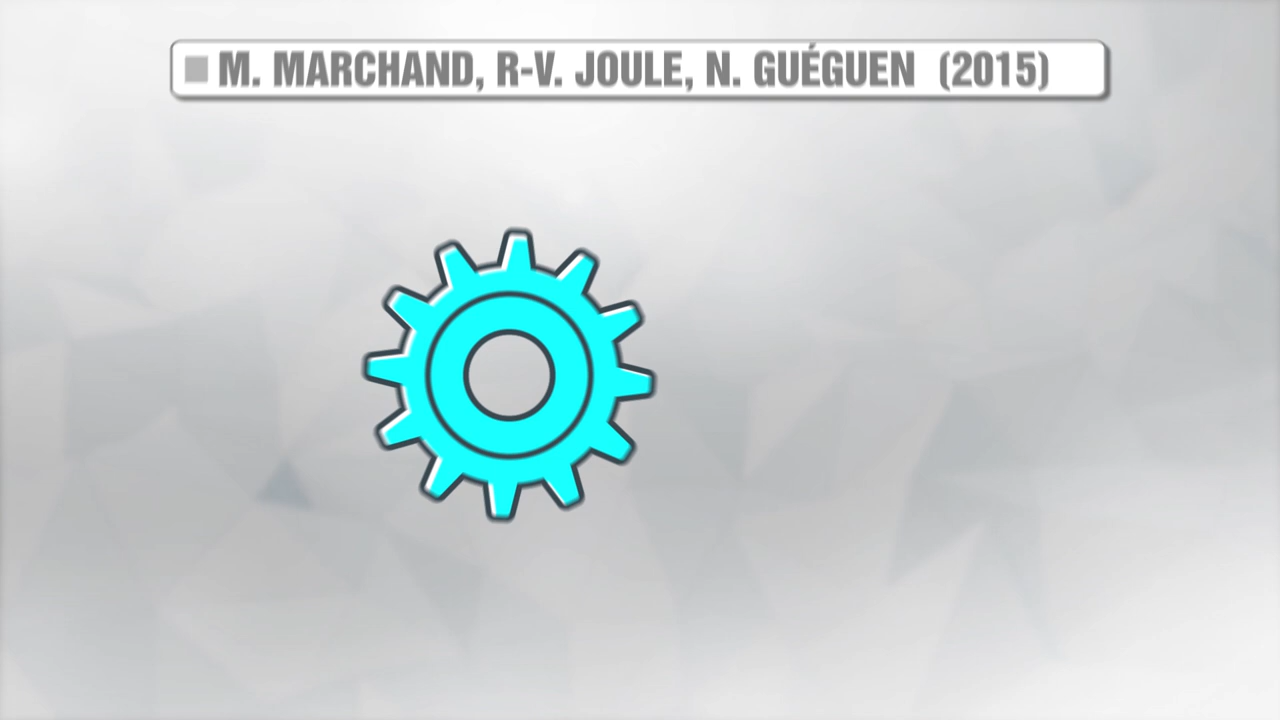 M. MARCHAND, R-V. JOULE, N. GUÉGUEN (2015)